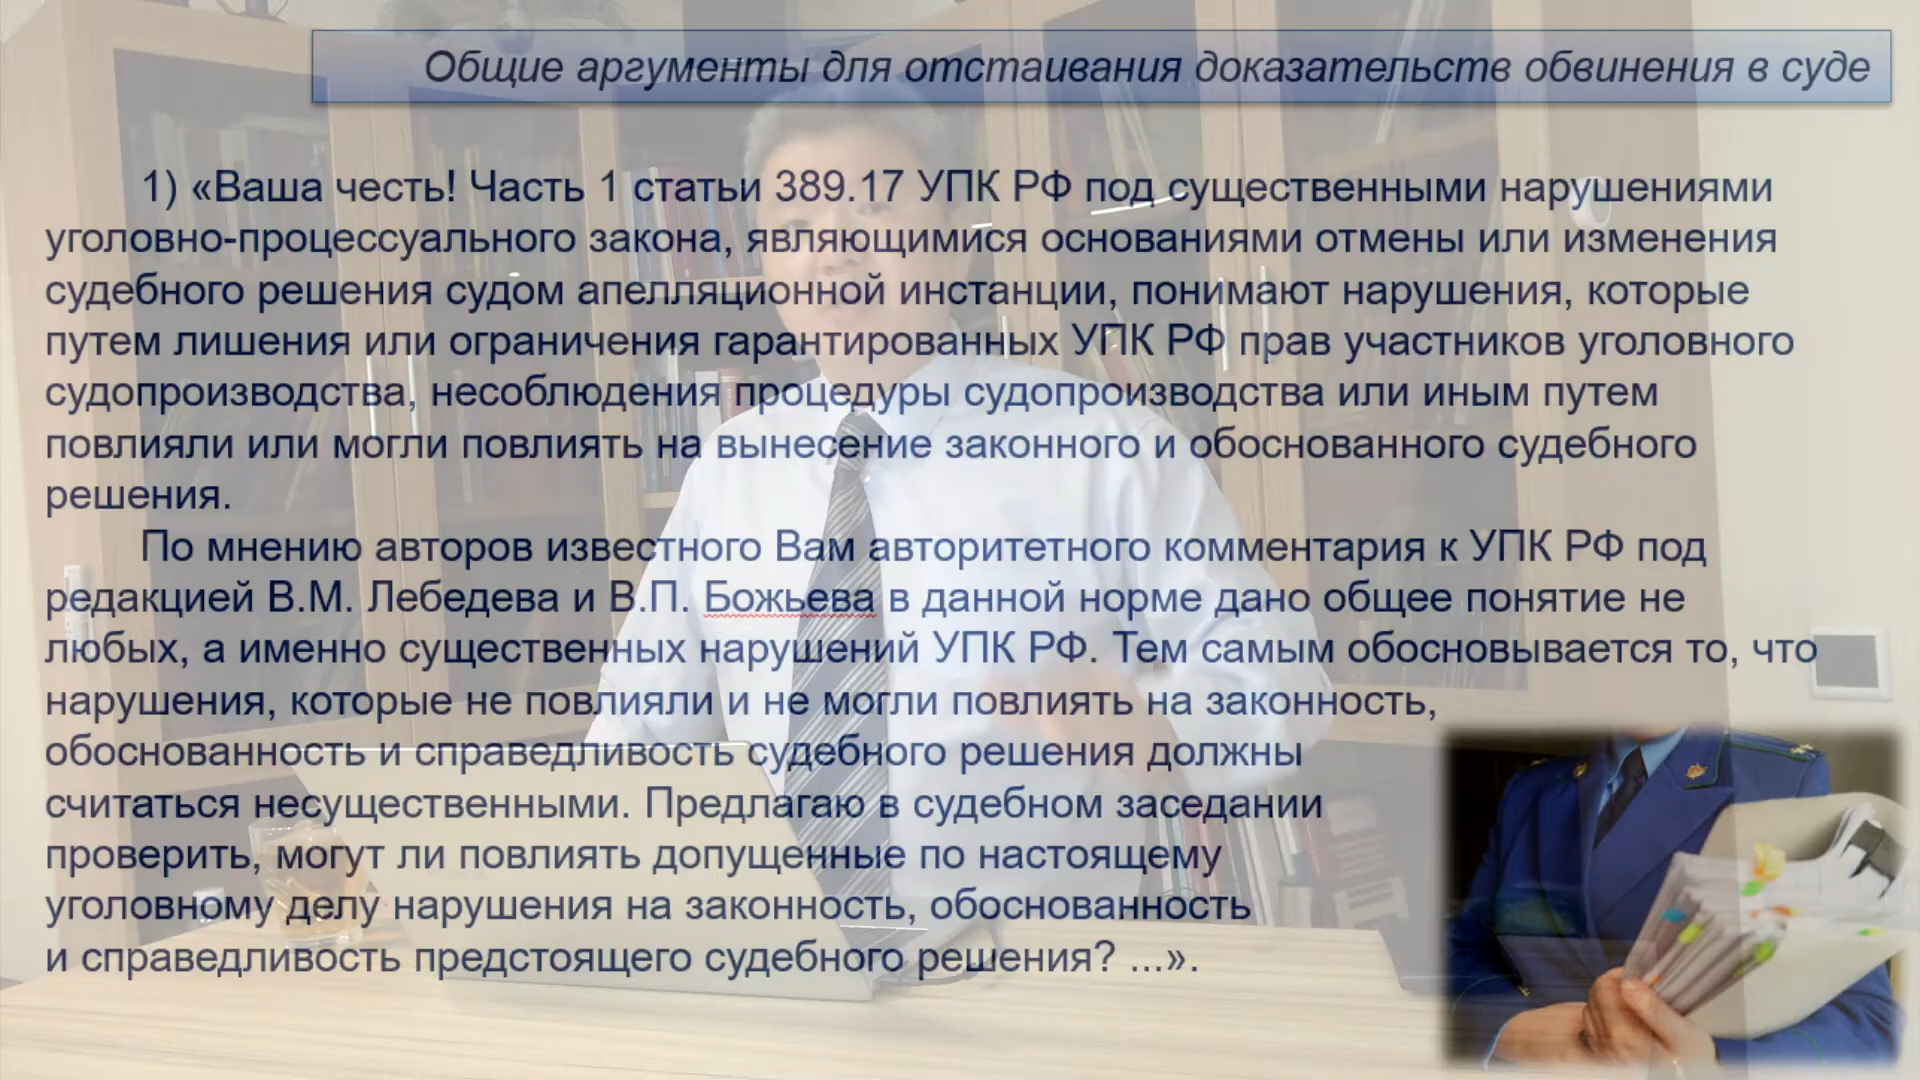 Общие аргументы для отстаивания доказательств обвинения в суде
1) «Ваша честь! Часть 1 статьи 389.17 УПК РФ под существенными нарушениями
уголовно-процессуального закона, являющимися основаниями отмены или изменения
судебного решения судом апелляционной инстанции, понимают нарушения, которые
путем лишения или ограничения гарантированных УПК РФ прав участников уголовного
судопроизводства, несоблюдения процедуры судопроизводства или иным путем
повлияли или могли повлиять на вынесение законного и обоснованного судебного
решения.
По мнению авторов известного Вам авторитетного комментария к УПК РФ под
редакцией В.М. Лебедева и В.П. Божьева в данной норме дано общее понятие не
любых, а именно существенных нарушений УПК РФ. Тем самым обосновывается то, что
нарушения, которые не повлияли и не могли повлиять на законность,
обоснованность и справедливость судебного решения должны
считаться несущественными. Предлагаю в судебном заседании
проверить, могут ли повлиять допущенные по настоящему
уголовному делу нарушения на законность, обоснованность
и справедливость предстоящего судебного решения? ...».